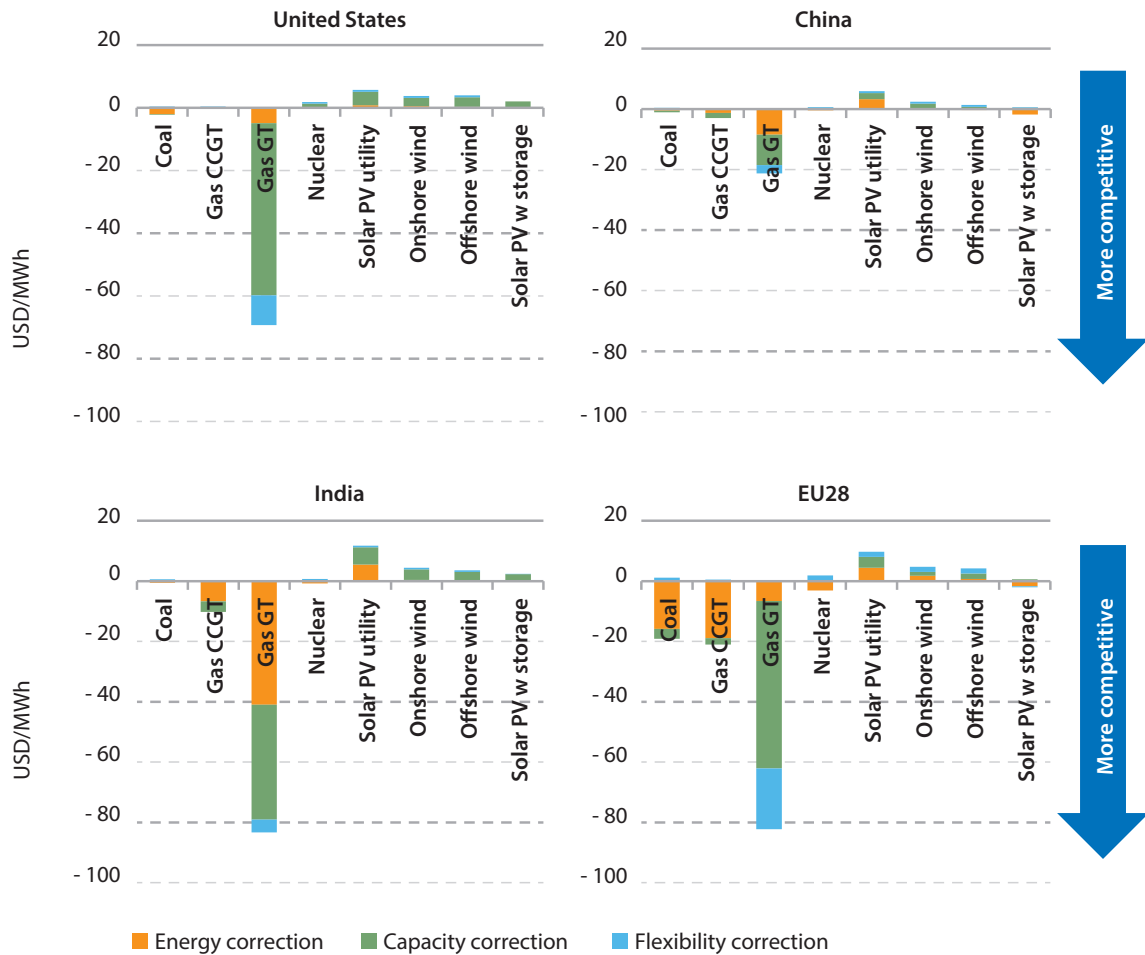 United States
China
20
20
0
0
- 20
- 20
- 40
- 40
- 60
- 60
- 80
- 80
- 100
- 100
USD/MWh
Coal
Gas CCGT
Gas GT
Nuclear
Solar PV utility
Onshore wind
Offshore wind
Solar PV w storage
Coal
Gas CCGT
Gas GT
Nuclear
Solar PV utility
Onshore wind
Offshore wind
Solar PV w storage
More competitive
India
EU28
20
20
0
0
- 20
- 20
- 40
- 40
- 60
- 60
- 80
- 80
- 100
- 100
USD/MWh
Coal
Gas CCGT
Gas GT
Nuclear
Solar PV utility
Onshore wind
Offshore wind
Solar PV w storage
Coal
Gas CCGT
Gas GT
Nuclear
Solar PV utility
Onshore wind
Offshore wind
Solar PV w storage
More competitive
Energy correction
Capacity correction
Flexibility correction